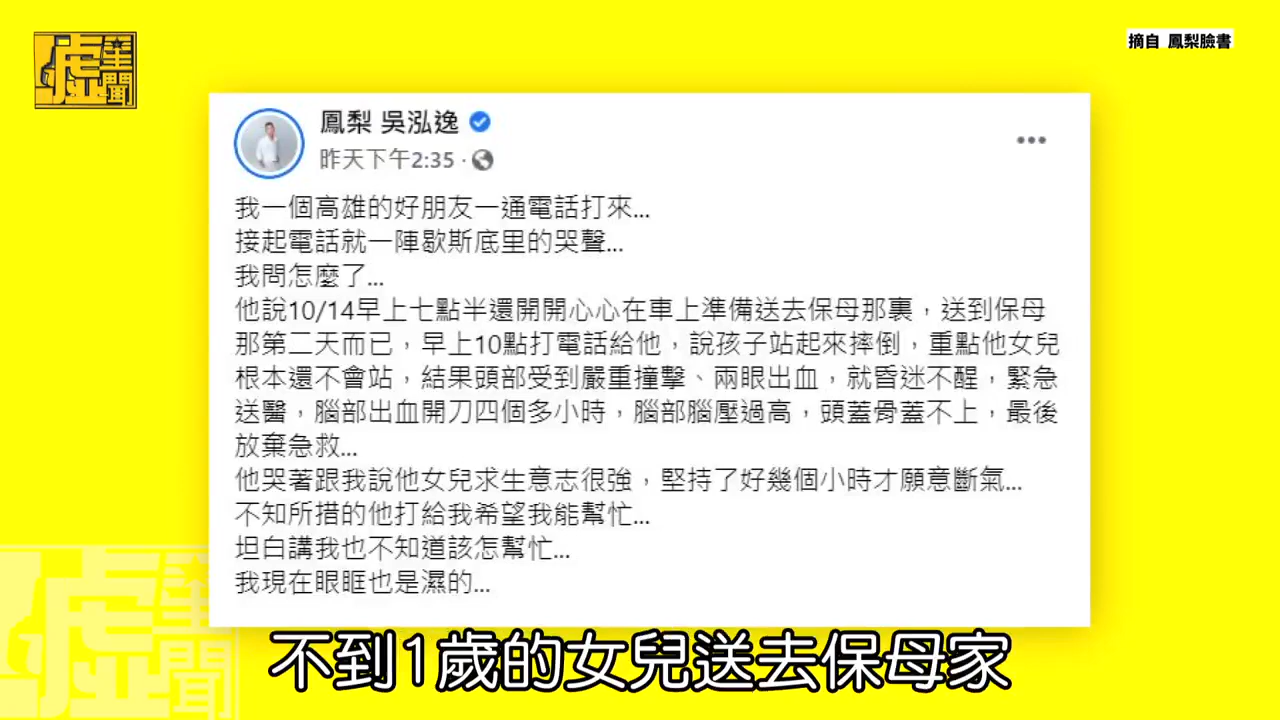 噓星聞
摘自 鳳梨臉書
鳳梨 吳泓逸
昨天下午2:35
我一個高雄的好朋友一通電話打來...
接起電話就一陣歇斯底里的哭聲...
我問怎麼了...
他說10/14早上七點半還開開心心在車上準備送去保母那裏，送到保母
那第二天而已，早上10點打電話給他，說孩子站起來摔倒，重點他女兒
根本還不會站，結果頭部受到嚴重撞擊、兩眼出血，就昏迷不醒，緊急
送醫，腦部出血開刀四個多小時，腦部腦壓過高，頭蓋骨蓋不上，最後
放棄急救...
他哭著跟我說他女兒求生意志很強，堅持了好幾個小時才願意斷氣...
不知所措的他打給我希望我能幫忙...
坦白講我也不知道該怎幫忙...
我現在眼眶也是濕的...
不到1歲的女兒送去保母家
噓星聞